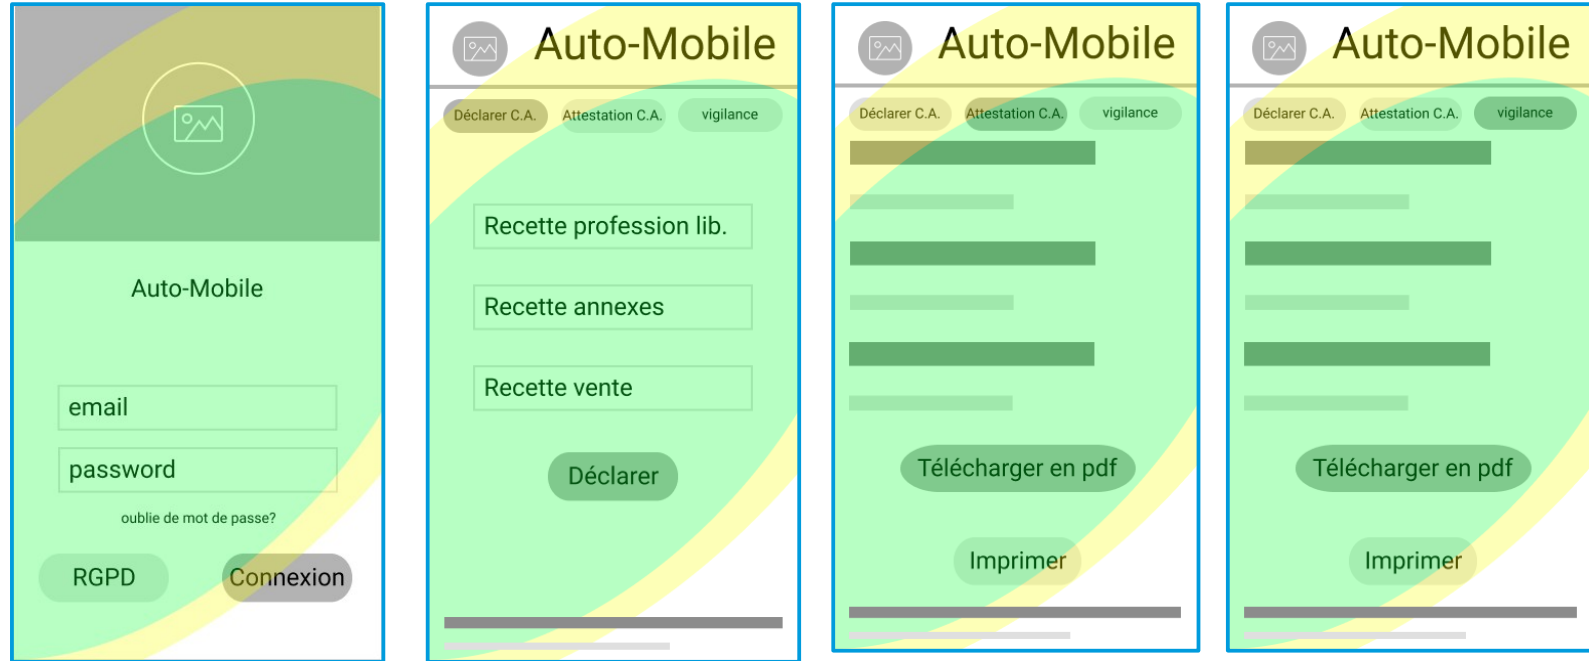 Auto-Mobile
email
password
oublie de mot de passe?
RGPD
Connexion
Auto-Mobile
Déclarer C.A.
Attestation C.A.
vigilance
Recette profession lib.
Recette annexes
Recette vente
Déclarer
Auto-Mobile
Déclarer C.A.
Attestation C.A.
vigilance
Télécharger en pdf
Imprimer
Auto-Mobile
Déclarer C.A.
Attestation C.A.
vigilance
Télécharger en pdf
Imprimer